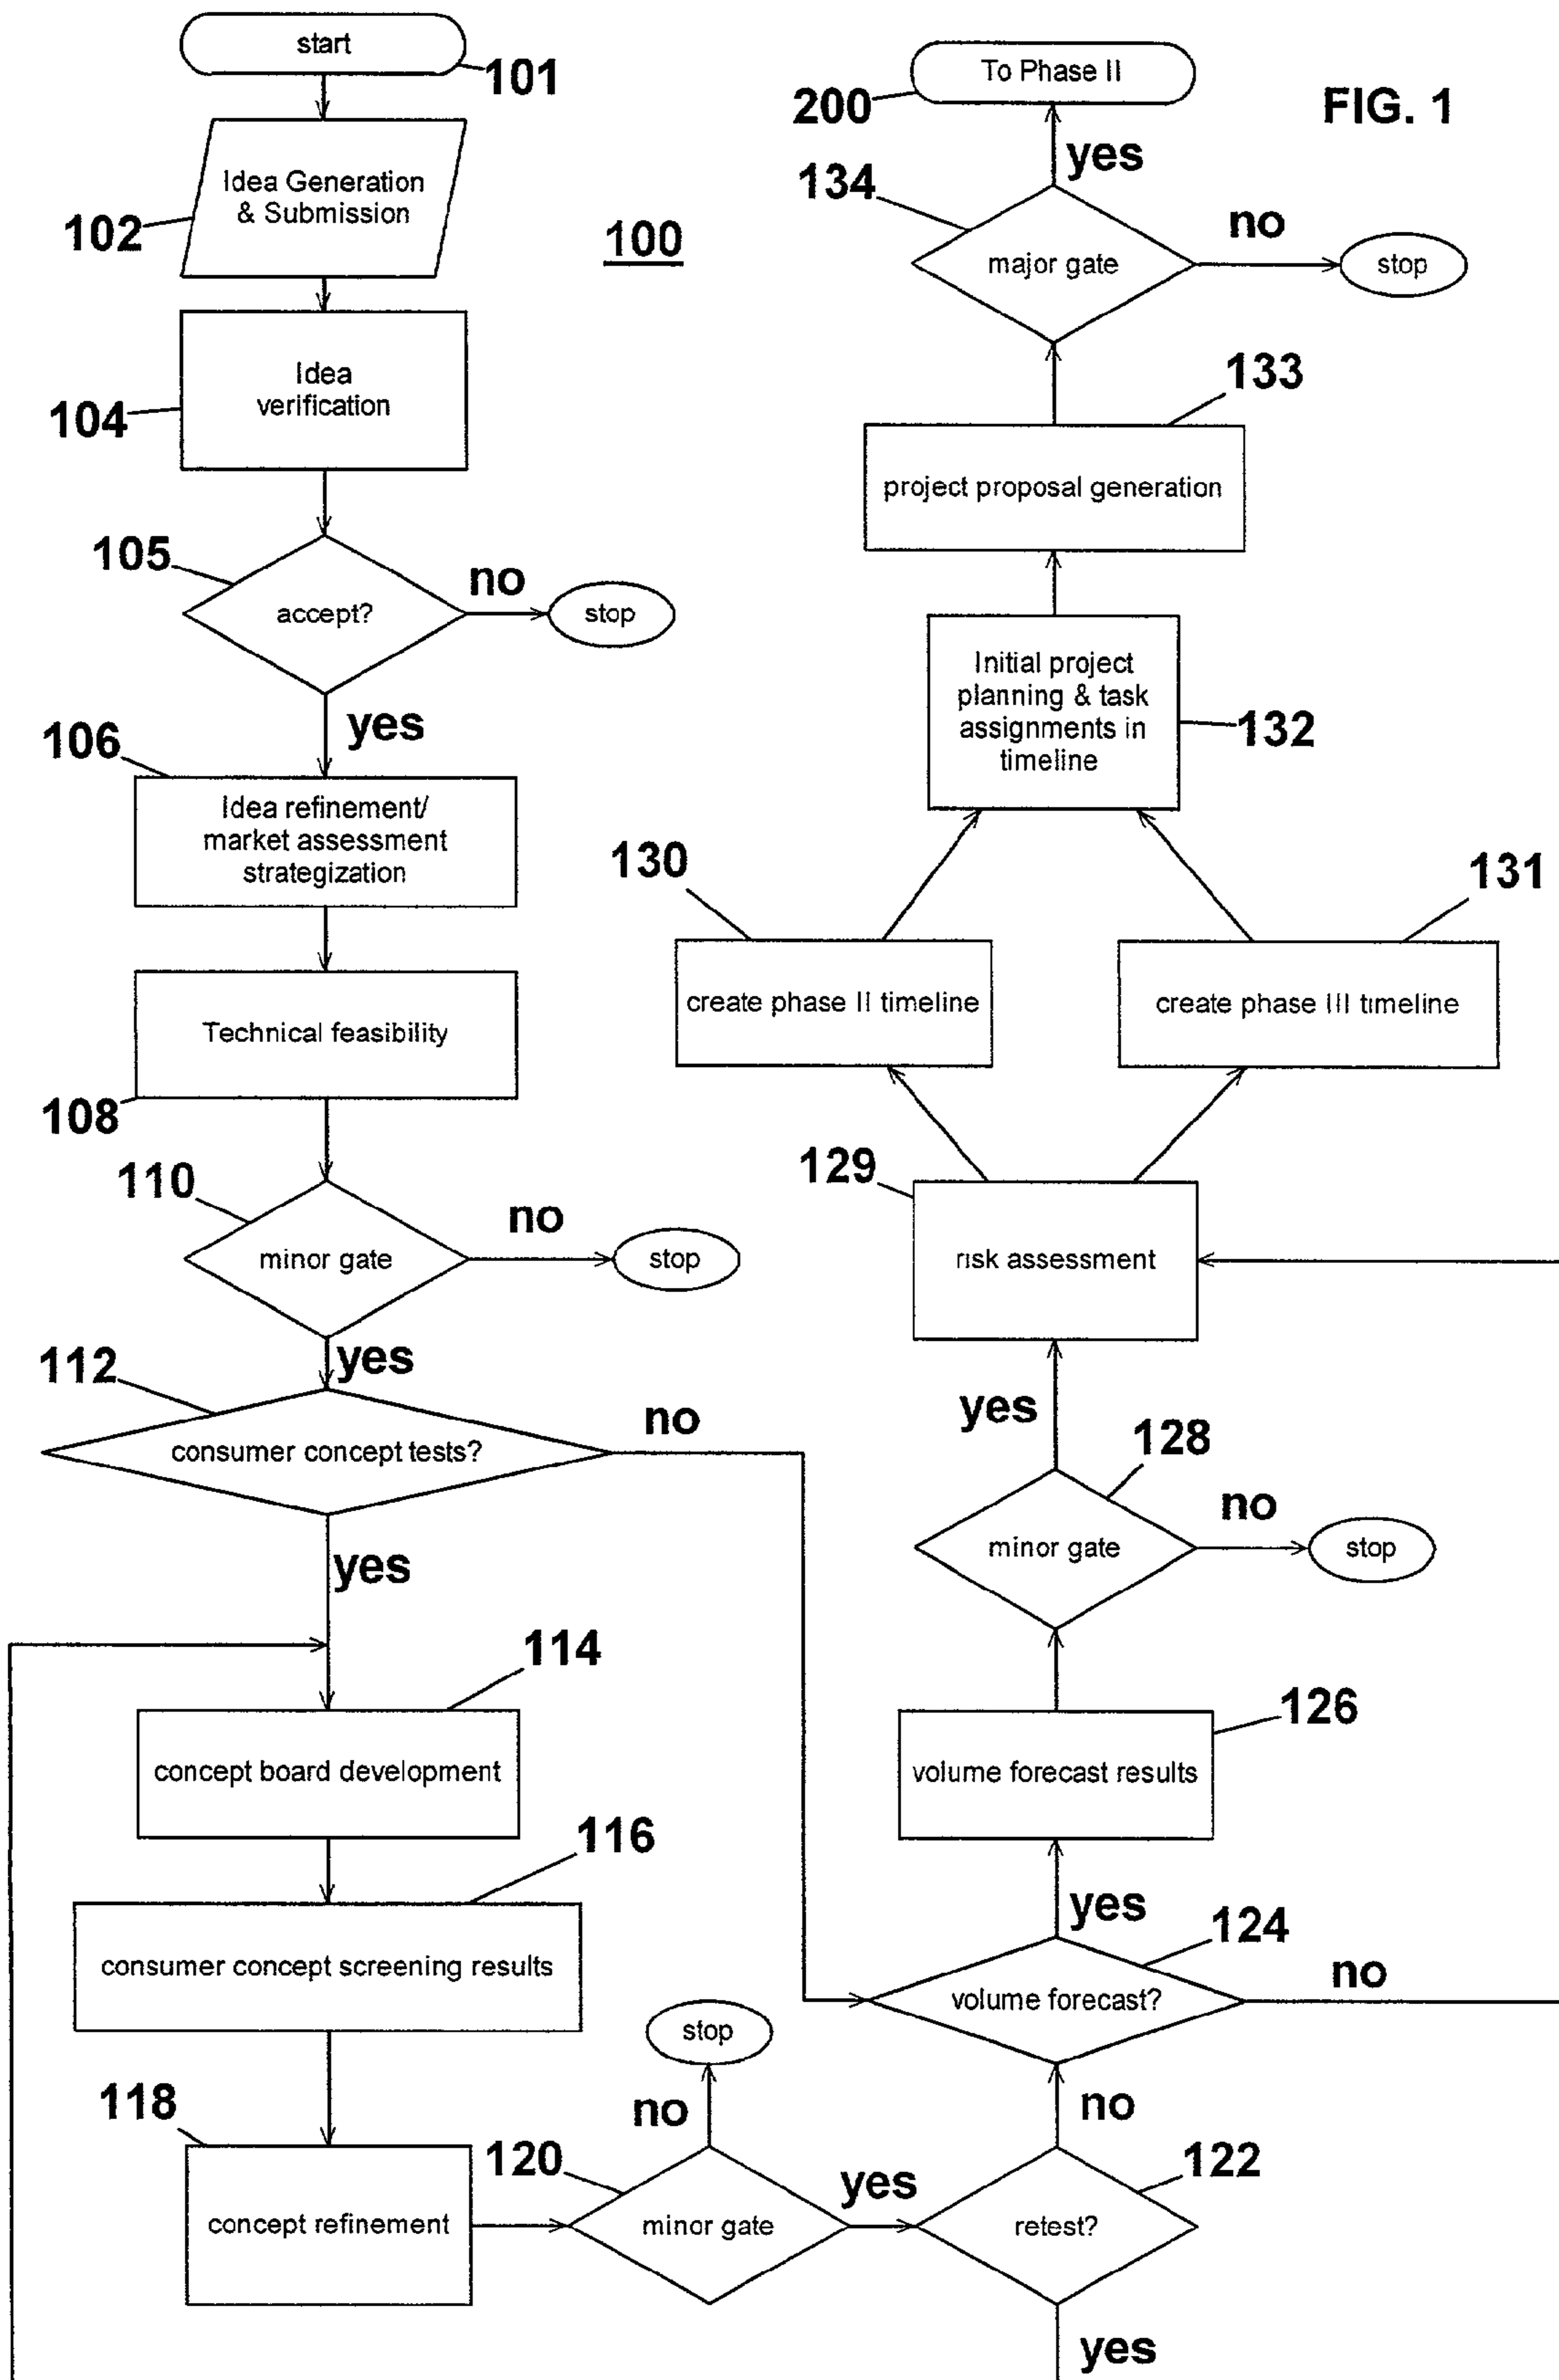 start
101
Idea Generation
& Submission
102
Idea
verification
104
105
accept?
no
stop
yes
106
Idea refinement/
market assessment
strategization
Technical feasibility
108
110
minor gate
no
stop
yes
112
consumer concept tests?
no
yes
114
concept board development
116
consumer concept screening results
118
concept refinement
120
minor gate
no
stop
yes
122
retest?
yes
no
124
volume forecast?
no
yes
126
volume forecast results
128
minor gate
no
stop
yes
129
risk assessment
130
create phase II timeline
131
create phase III timeline
Initial project
planning & task
assignments in
timeline
132
133
project proposal generation
134
major gate
no
stop
yes
To Phase II
200
FIG. 1
100